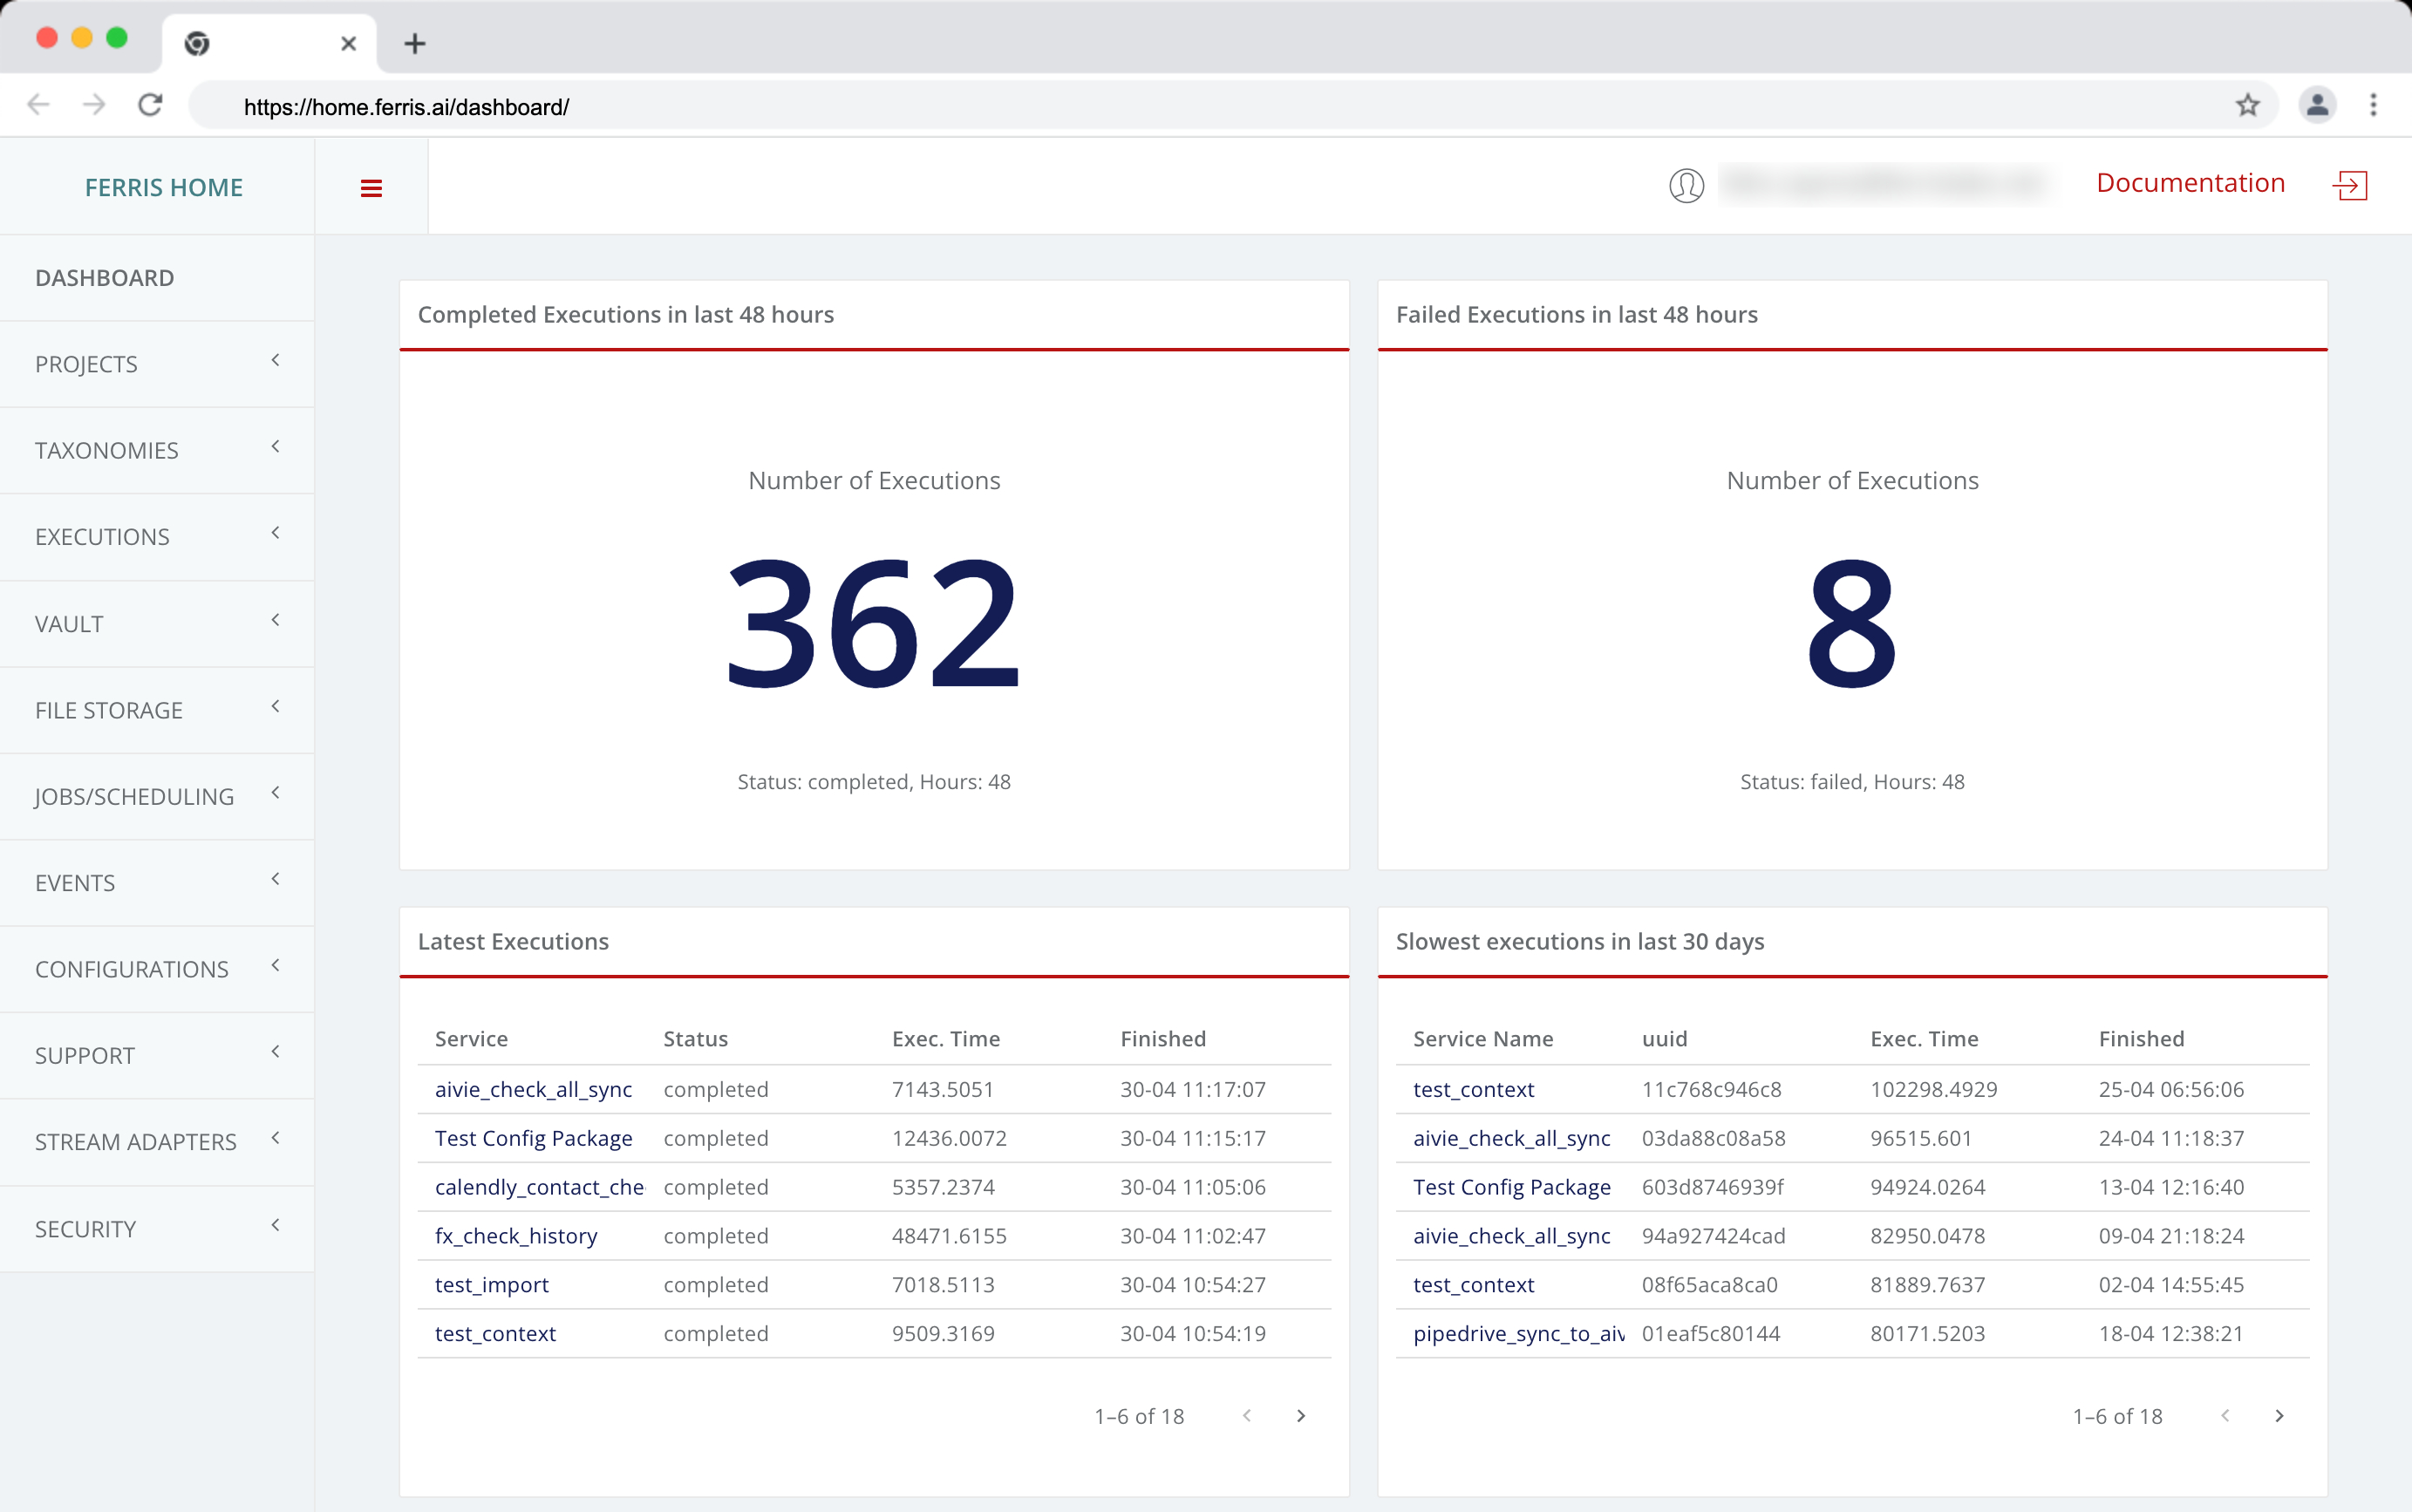 https://home.ferris.ai/dashboard/
FERRIS HOME
Documentation
DASHBOARD
PROJECTS
TAXONOMIES
EXECUTIONS
VAULT
FILE STORAGE
JOBS/SCHEDULING
EVENTS
CONFIGURATIONS
SUPPORT
STREAM ADAPTERS
SECURITY
Completed Executions in last 48 hours
Number of Executions
362
Status: completed, Hours: 48
Failed Executions in last 48 hours
Number of Executions
8
Status: failed, Hours: 48
Latest Executions
Service Status Exec. Time Finished
aivie_check_all_sync completed 7143.5051 30-04 11:17:07
Test Config Package completed 12436.0072 30-04 11:15:17
calendly_contact_che completed 5357.2374 30-04 11:05:06
fx_check_history completed 48471.6155 30-04 11:02:47
test_import completed 7018.5113 30-04 10:54:27
test_context completed 9509.3169 30-04 10:54:19
1–6 of 18
Slowest executions in last 30 days
Service Name uuid Exec. Time Finished
test_context 11c768c946c8 102298.4929 25-04 06:56:06
aivie_check_all_sync 03da88c08a58 96515.601 24-04 11:18:37
Test Config Package 603d8746939f 94924.0264 13-04 12:16:40
aivie_check_all_sync 94a927424cad 82950.0478 09-04 21:18:24
test_context 08f65aca8ca0 81889.7637 02-04 14:55:45
pipedrive_sync_to_aiv 01eaf5c80144 80171.5203 18-04 12:38:21
1–6 of 18